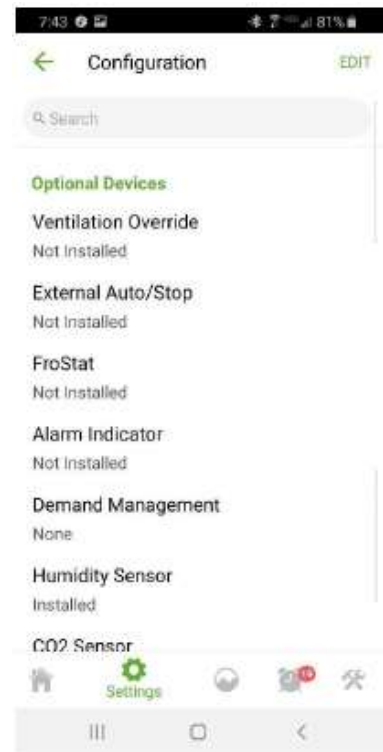 7:43 81%
Configuration EDIT
Search
Optional Devices
Ventilation Override
Not Installed
External Auto/Stop
Not Installed
FroStat
Not Installed
Alarm Indicator
Not Installed
Demand Management
None
Humidity Sensor
Installed
CO2 Sensor
Settings